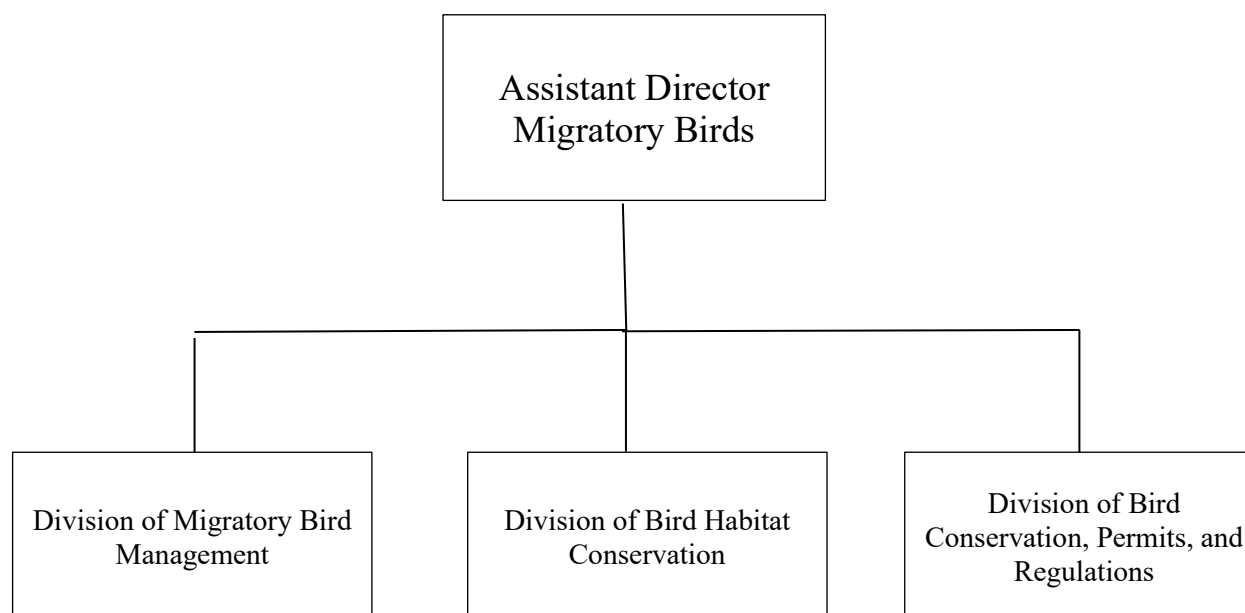 Assistant Director
Migratory Birds
Division of Migratory Bird
Management
Division of Bird Habitat
Conservation
Division of Bird
Conservation, Permits, and
Regulations